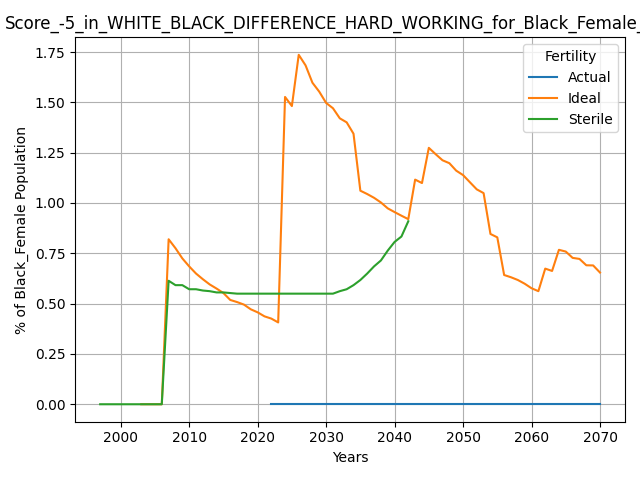 Score_-5_in_WHITE_BLACK_DIFFERENCE_HARD_WORKING_for_Black_Female_
Fertility
Actual
Ideal
Sterile
% of Black_Female Population
1.75
1.50
1.25
1.00
0.75
0.50
0.25
0.00
2000 2010 2020 2030 2040 2050 2060 2070
Years